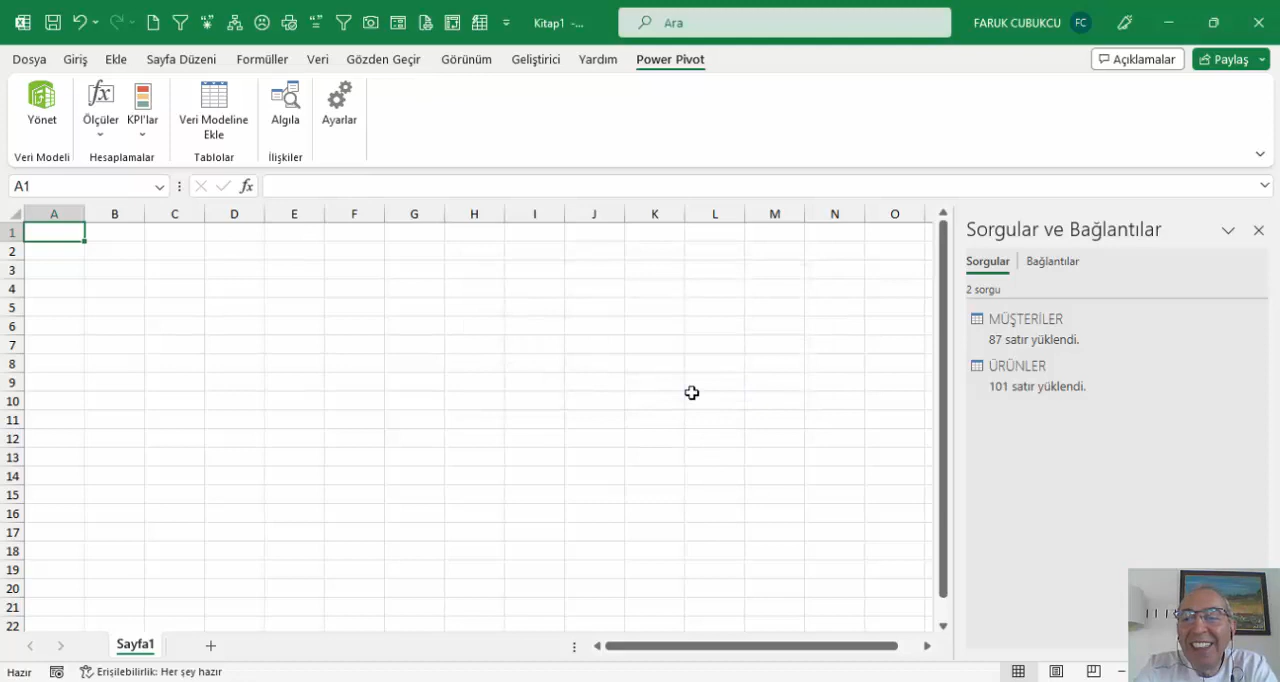 Kitap1 -...
Ara
FARUK CUBUKCU
FC
Dosya
Giriş
Ekle
Sayfa Düzeni
Formüller
Veri
Gözden Geçir
Görünüm
Geliştirici
Yardım
Power Pivot
Açıklamalar
Paylaş
Yönet
Ölçüler
KPI'lar
Veri Modeline
Ekle
Algıla
Ayarlar
Veri Modeli
Hesaplamalar
Tablolar
İlişkiler
A1
fx
A B C D E F G H I J K L M N O
1
2
3
4
5
6
7
8
9
10
11
12
13
14
15
16
17
18
19
20
21
22
Sorgular ve Bağlantılar
Sorgular
Bağlantılar
2 sorgu
MÜŞTERİLER
87 satır yüklendi.
ÜRÜNLER
101 satır yüklendi.
Sayfa1
Hazır
Erişilebilirlik: Her şey hazır